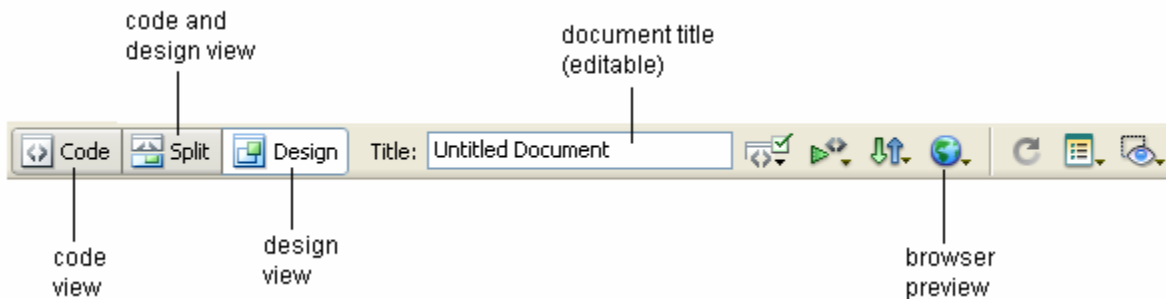 code and
design view
document title
(editable)
Code Split Design Title: Untitled Document
code
view
design
view
browser
preview